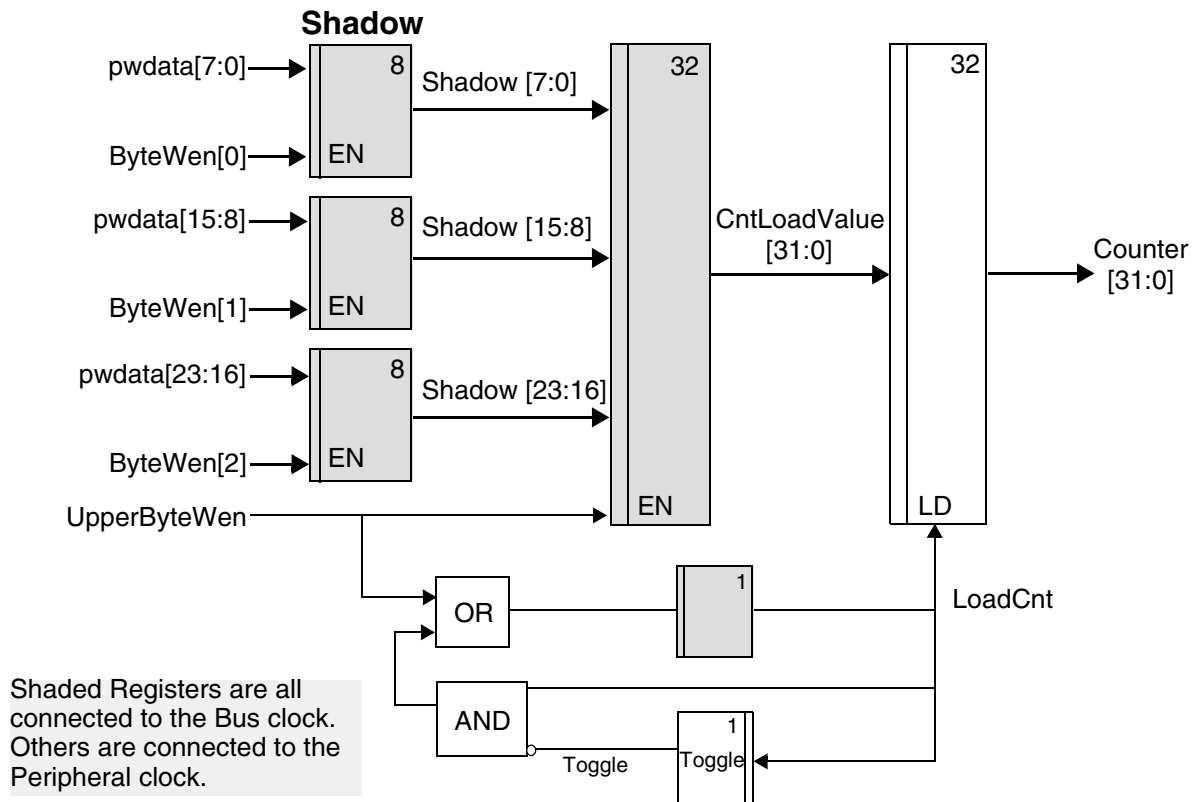 Shadow
pwdata[7:0]
8
Shadow [7:0]
32
32
ByteWen[0]
EN
pwdata[15:8]
8
Shadow [15:8]
CntLoadValue
[31:0]
Counter
[31:0]
ByteWen[1]
EN
pwdata[23:16]
8
Shadow [23:16]
ByteWen[2]
EN
UpperByteWen
EN
LD
1
OR
LoadCnt
Shaded Registers are all
connected to the Bus clock.
Others are connected to the
Peripheral clock.
AND
1
Toggle
Toggle